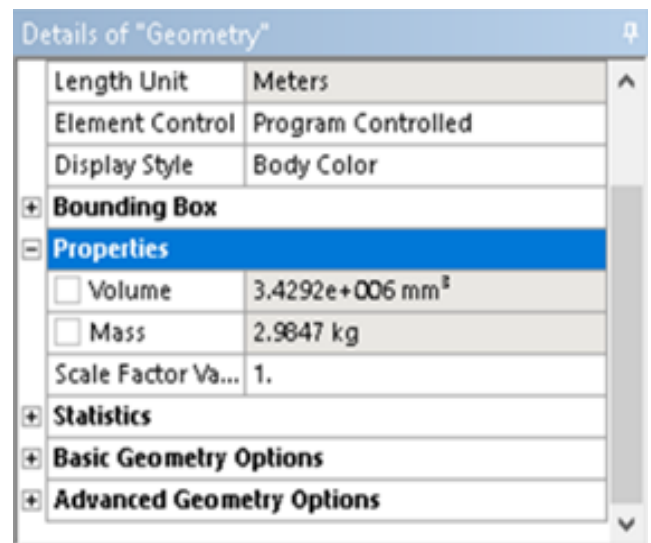 Details of "Geometry"
Length Unit Meters
Element Control Program Controlled
Display Style Body Color
Bounding Box
Properties
Volume 3.4292e+006 mm³
Mass 2.9847 kg
Scale Factor Va... 1.
Statistics
Basic Geometry Options
Advanced Geometry Options